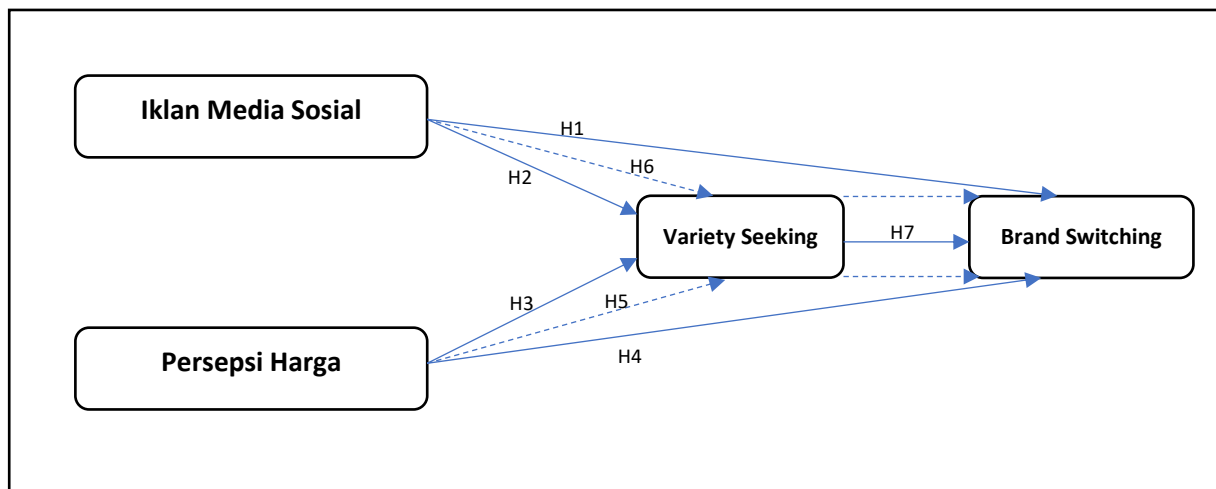 Iklan Media Sosial
H1
H6
H2
Variety Seeking
H7
Brand Switching
H3
H5
H4
Persepsi Harga